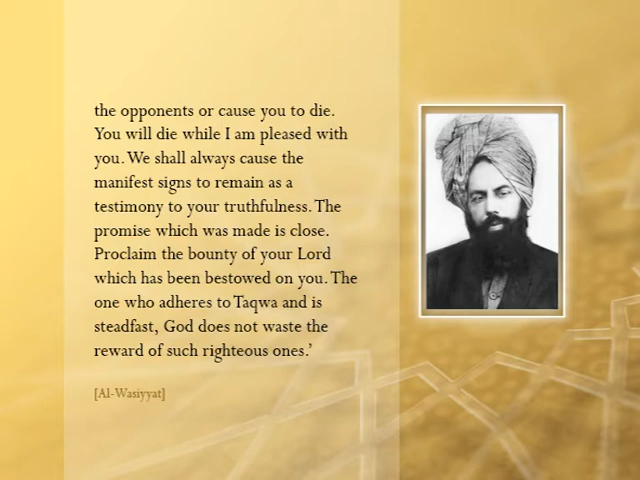 the opponents or cause you to die.
You will die while I am pleased with
you. We shall always cause the
manifest signs to remain as a
testimony to your truthfulness. The
promise which was made is close.
Proclaim the bounty of your Lord
which has been bestowed on you. The
one who adheres to Taqwa and is
steadfast, God does not waste the
reward of such righteous ones.’
[Al-Wasiyyat]